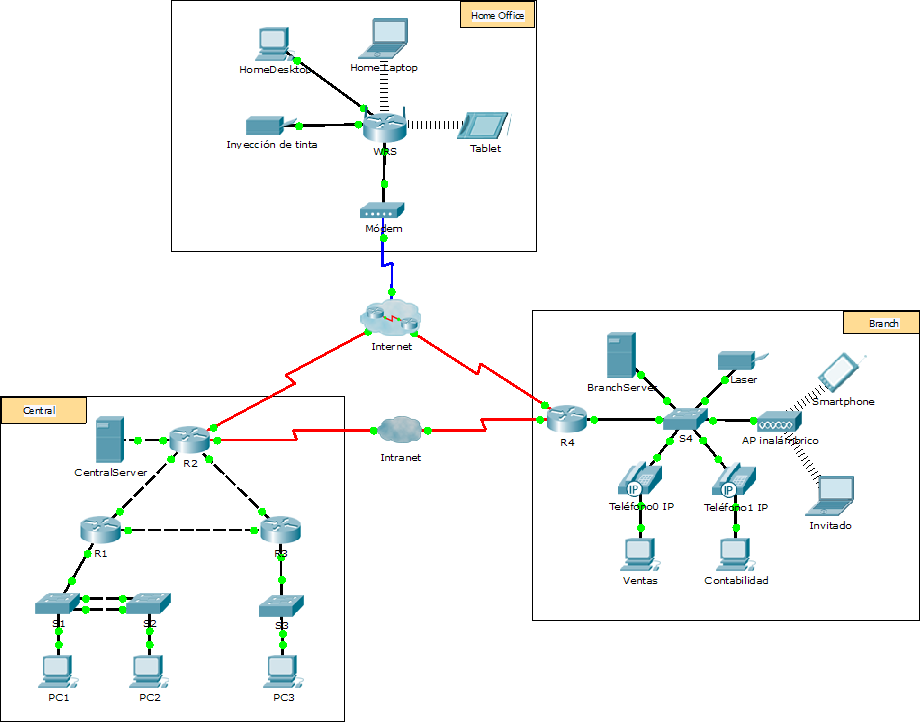 Home Office
HomeDesktop
Home Laptop
Inyección de tinta
WRS
Tablet
Módem
Internet
Branch
BranchServer
Laser
Smartphone
R4
S4
AP inalámbrico
Teléfono0 IP
Teléfono1 IP
Invitado
Ventas
Contabilidad
Intranet
Central
CentralServer
R2
R1
R3
S1
S2
S3
PC1
PC2
PC3
IP
IP